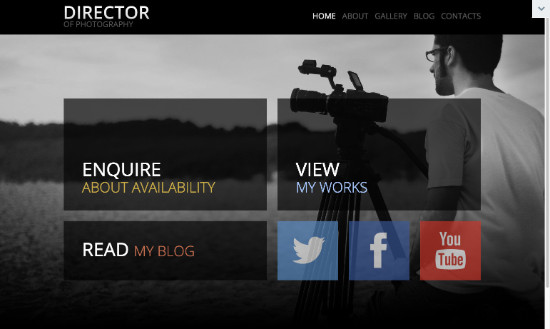 DIRECTOR
OF PHOTOGRAPHY
HOME ABOUT GALLERY BLOG CONTACTS
ENQUIRE
ABOUT AVAILABILITY
VIEW
MY WORKS
READ MY BLOG
You
Tube